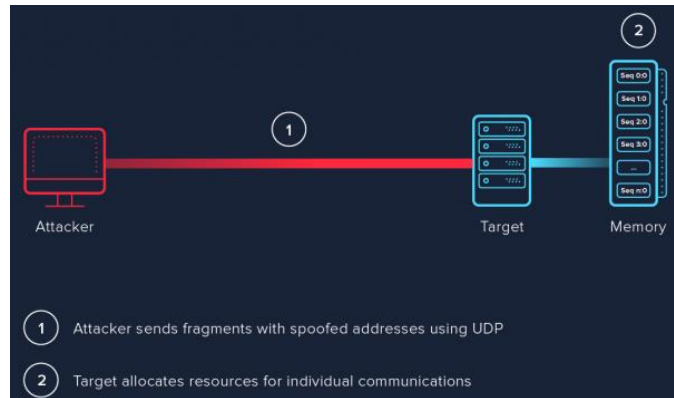 2
Seq 0:0
Seq 1:0
Seq 2:0
Seq 3:0
...
Seq n:0
1
Attacker
Target
Memory
1 Attacker sends fragments with spoofed addresses using UDP
2 Target allocates resources for individual communications